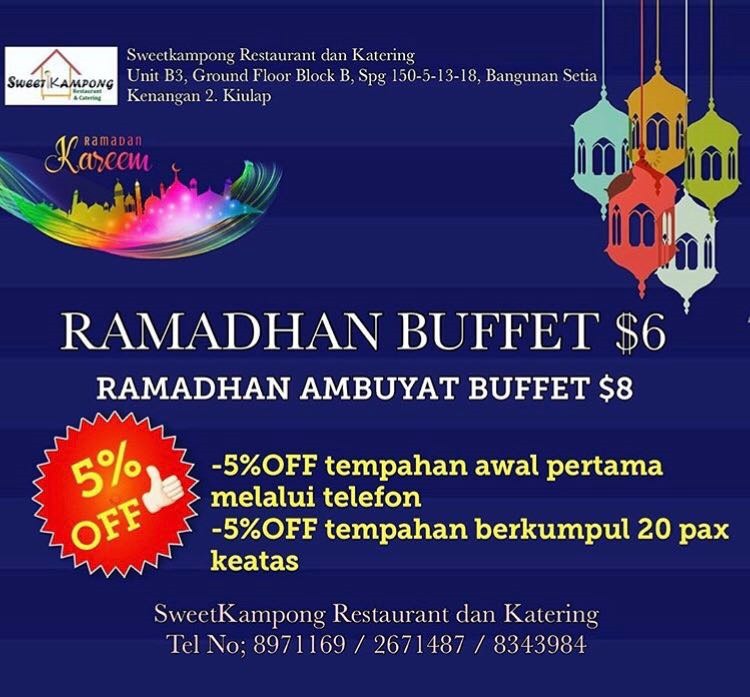 SWEET KAMPONG
Restaurant
& Catering
Sweetkampong Restaurant dan Katering
Unit B3, Ground Floor Block B, Spg 150-5-13-18, Bangunan Setia
Kenangan 2. Kiulap
RAMADAN
Kareem
RAMADHAN BUFFET $6
RAMADHAN AMBUYAT BUFFET $8
5%
OFF
-5%OFF tempahan awal pertama
melalui telefon
-5%OFF tempahan berkumpul 20 pax
keatas
SweetKampong Restaurant dan Katering
Tel No; 8971169 / 2671487 / 8343984